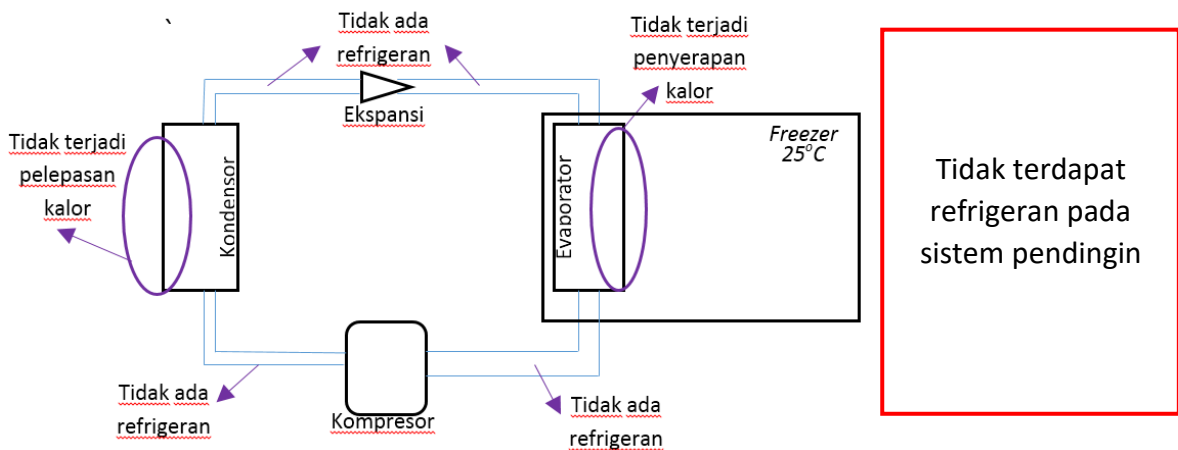 `
Tidak ada
refrigeran
Ekspansi
Tidak terjadi
penyerapan
kalor
Freezer
25°C
Tidak terjadi
pelepasan
kalor
Kondensor
Evaporator
Tidak ada
refrigeran
Kompresor
Tidak ada
refrigeran
Tidak terdapat
refrigeran pada
sistem pendingin